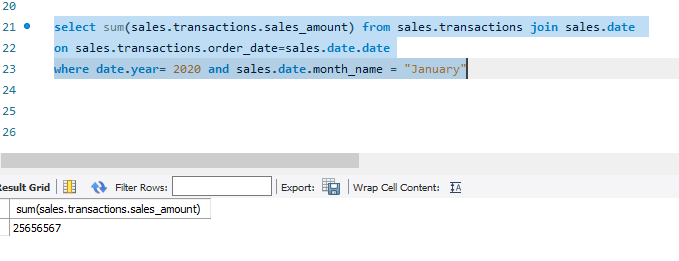 20
21 select sum(sales.transactions.sales_amount) from sales.transactions join sales.date
22 on sales.transactions.order_date=sales.date.date
23 where date.year= 2020 and sales.date.month_name = "January"
24
25
26
Result Grid Filter Rows: Export: Wrap Cell Content:
sum(sales.transactions.sales_amount)
25656567